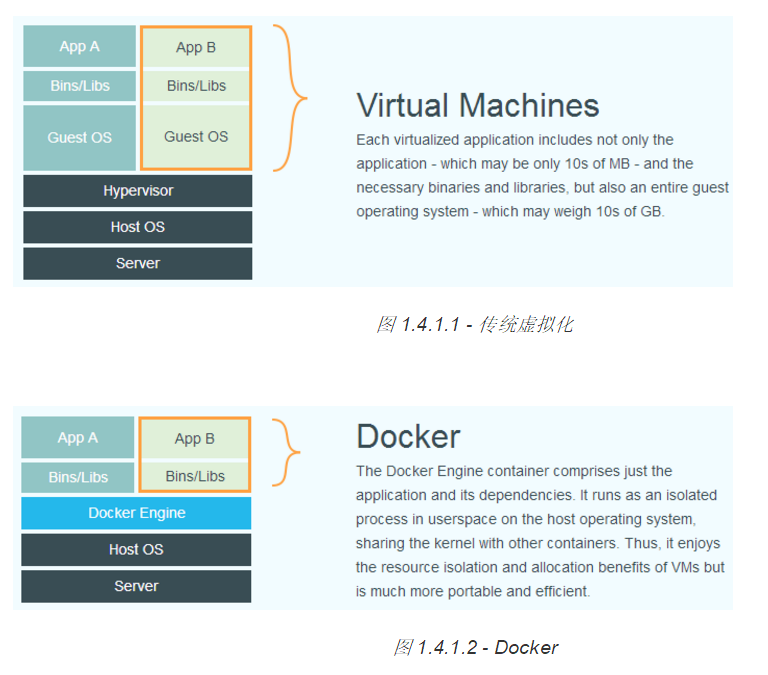 App A
App B
Bins/Libs
Bins/Libs
Guest OS
Guest OS
Hypervisor
Host OS
Server
Virtual Machines
Each virtualized application includes not only the
application - which may be only 10s of MB - and the
necessary binaries and libraries, but also an entire guest
operating system - which may weigh 10s of GB.
图 1.4.1.1 - 传统虚拟化
App A
App B
Bins/Libs
Bins/Libs
Docker Engine
Host OS
Server
Docker
The Docker Engine container comprises just the
application and its dependencies. It runs as an isolated
process in userspace on the host operating system,
sharing the kernel with other containers. Thus, it enjoys
the resource isolation and allocation benefits of VMs but
is much more portable and efficient.
图 1.4.1.2 - Docker